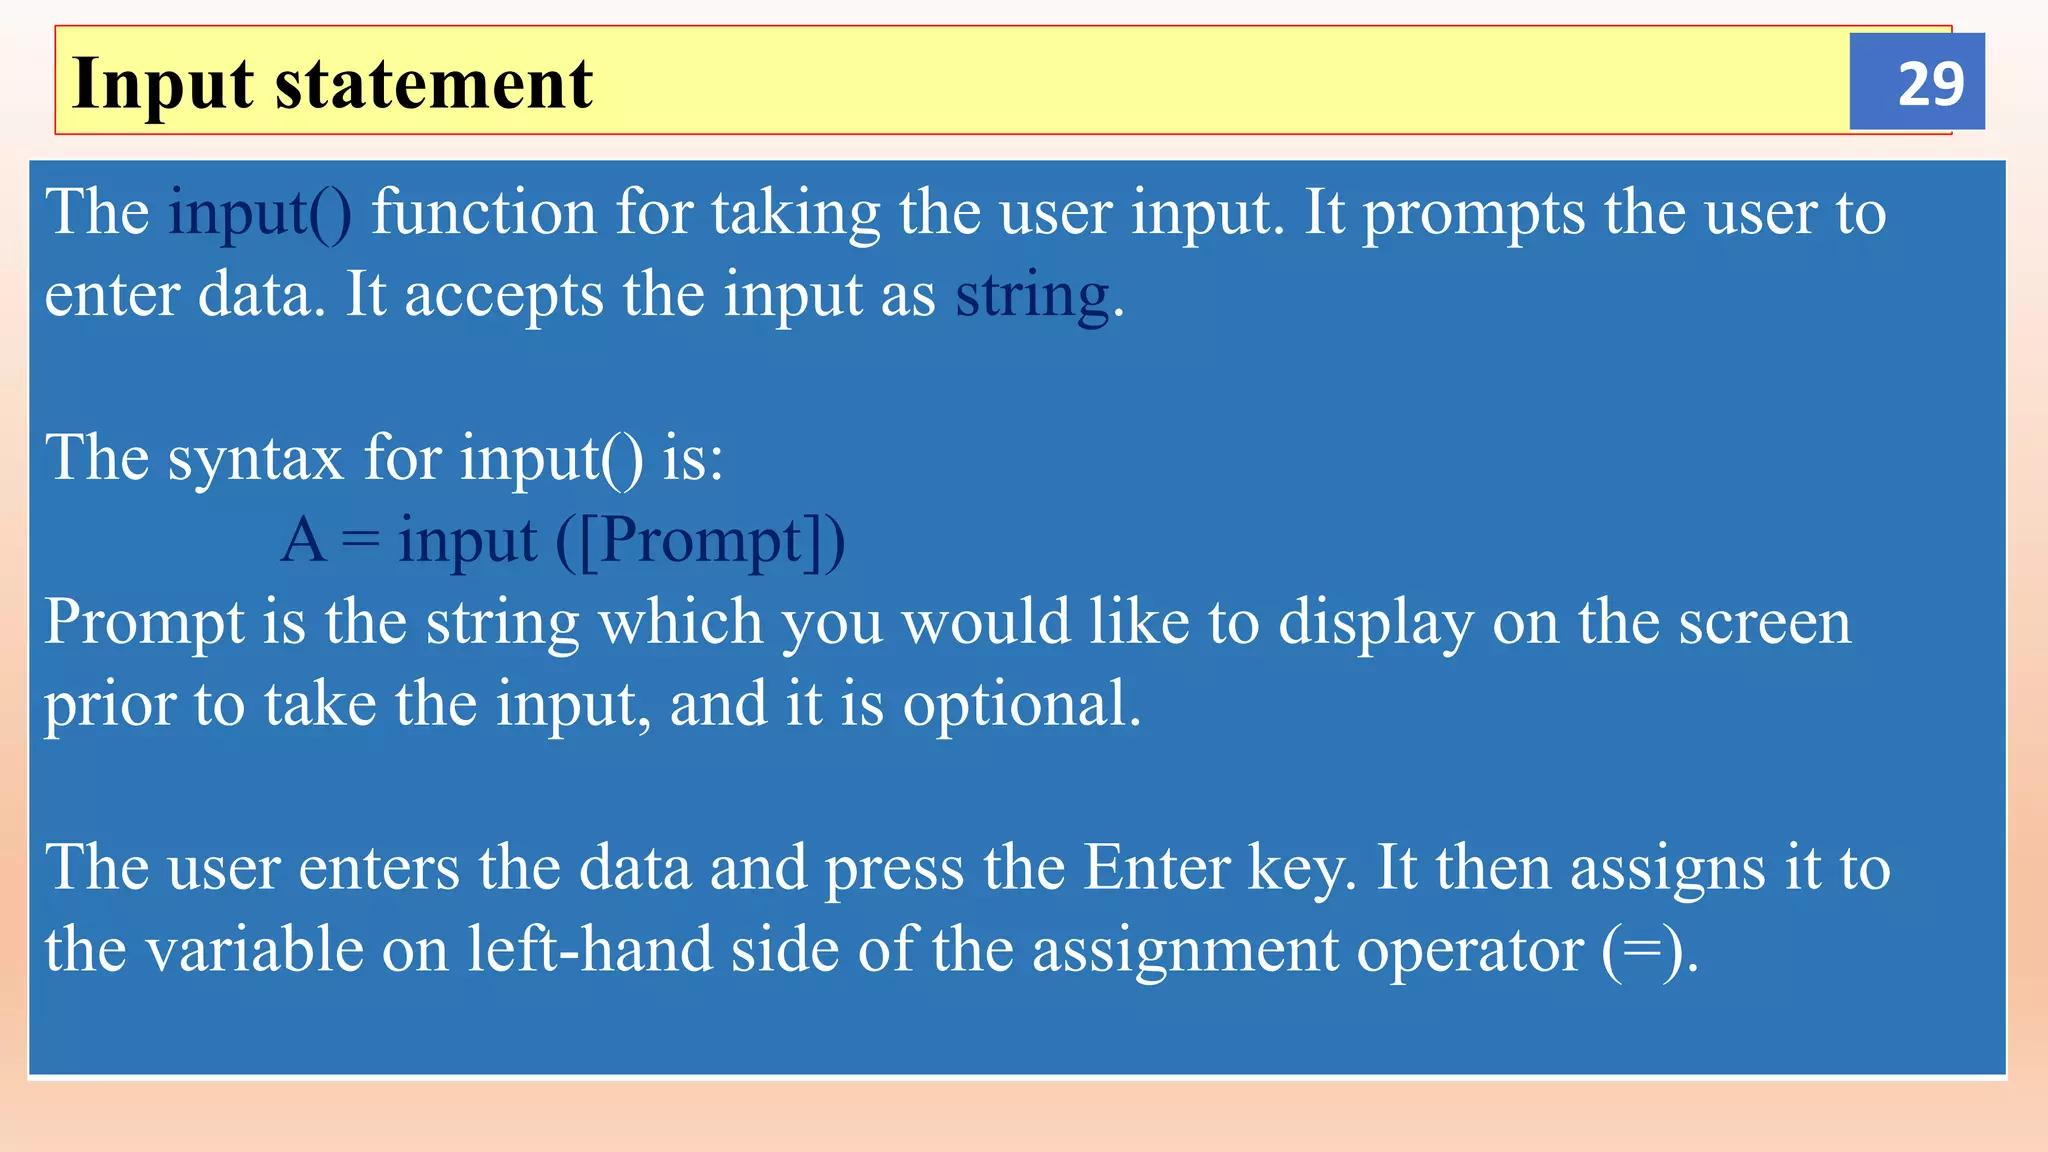 Input statement
29
The input() function for taking the user input. It prompts the user to
enter data. It accepts the input as string.
The syntax for input() is:
A = input ([Prompt])
Prompt is the string which you would like to display on the screen
prior to take the input, and it is optional.
The user enters the data and press the Enter key. It then assigns it to
the variable on left-hand side of the assignment operator (=).